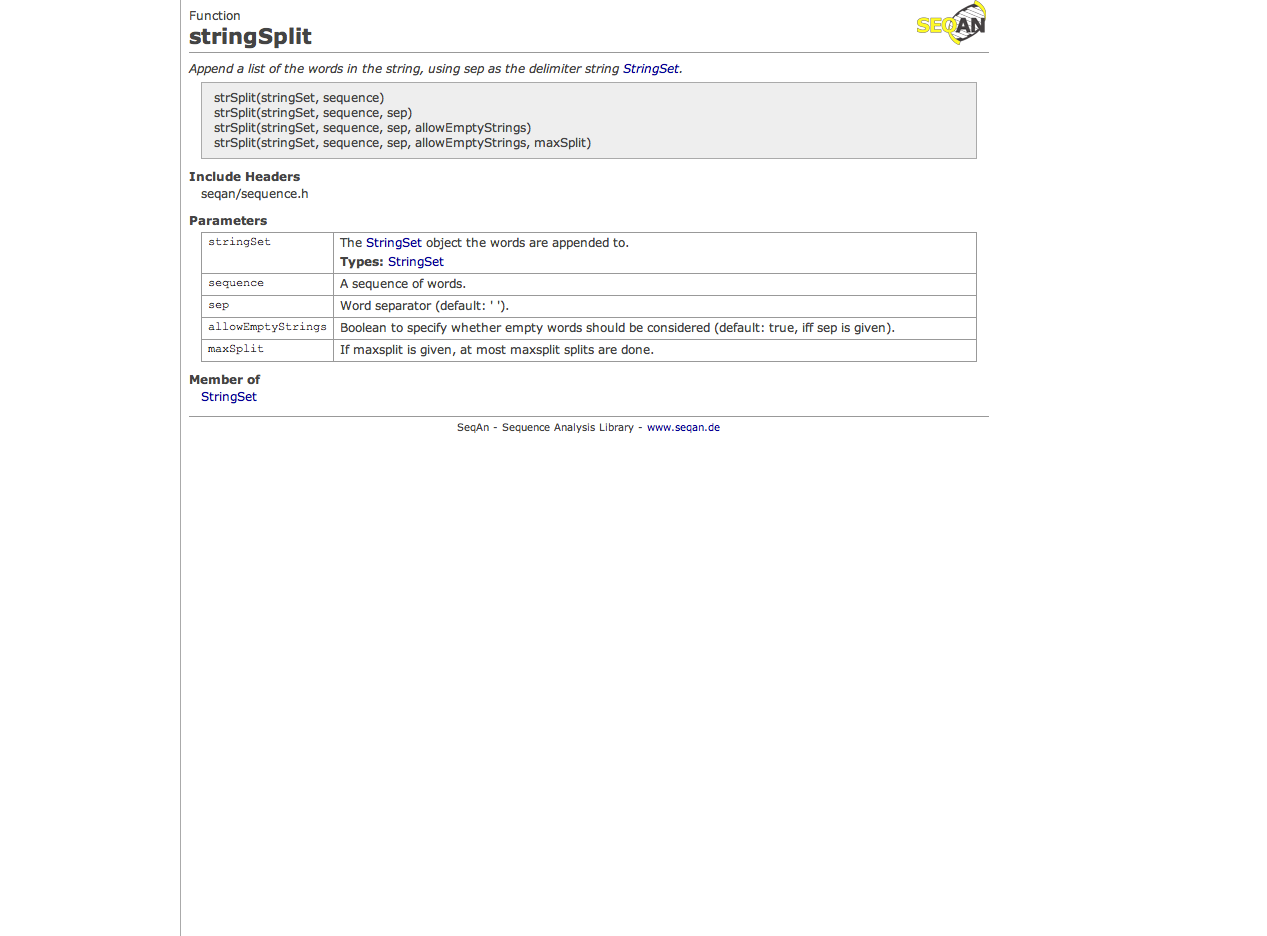 Function
SEQAN
stringSplit
Append a list of the words in the string, using sep as the delimiter string StringSet.
strSplit(stringSet, sequence)
strSplit(stringSet, sequence, sep)
strSplit(stringSet, sequence, sep, allowEmptyStrings)
strSplit(stringSet, sequence, sep, allowEmptyStrings, maxSplit)
Include Headers
seqan/sequence.h
Parameters
stringSet The StringSet object the words are appended to.
Types: StringSet
sequence A sequence of words.
sep Word separator (default: ' ').
allowEmptyStrings Boolean to specify whether empty words should be considered (default: true, iff sep is given).
maxSplit If maxsplit is given, at most maxsplit splits are done.
Member of
StringSet
SeqAn - Sequence Analysis Library - www.seqan.de